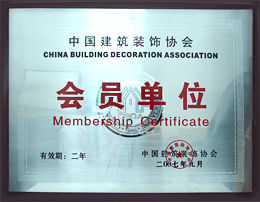 中国建筑装饰协会
CHINA BUILDING DECORATION ASSOCIATION
会员单位
Membership Certificate
有效期：二年
中国建筑装饰协会
二〇〇七年九月